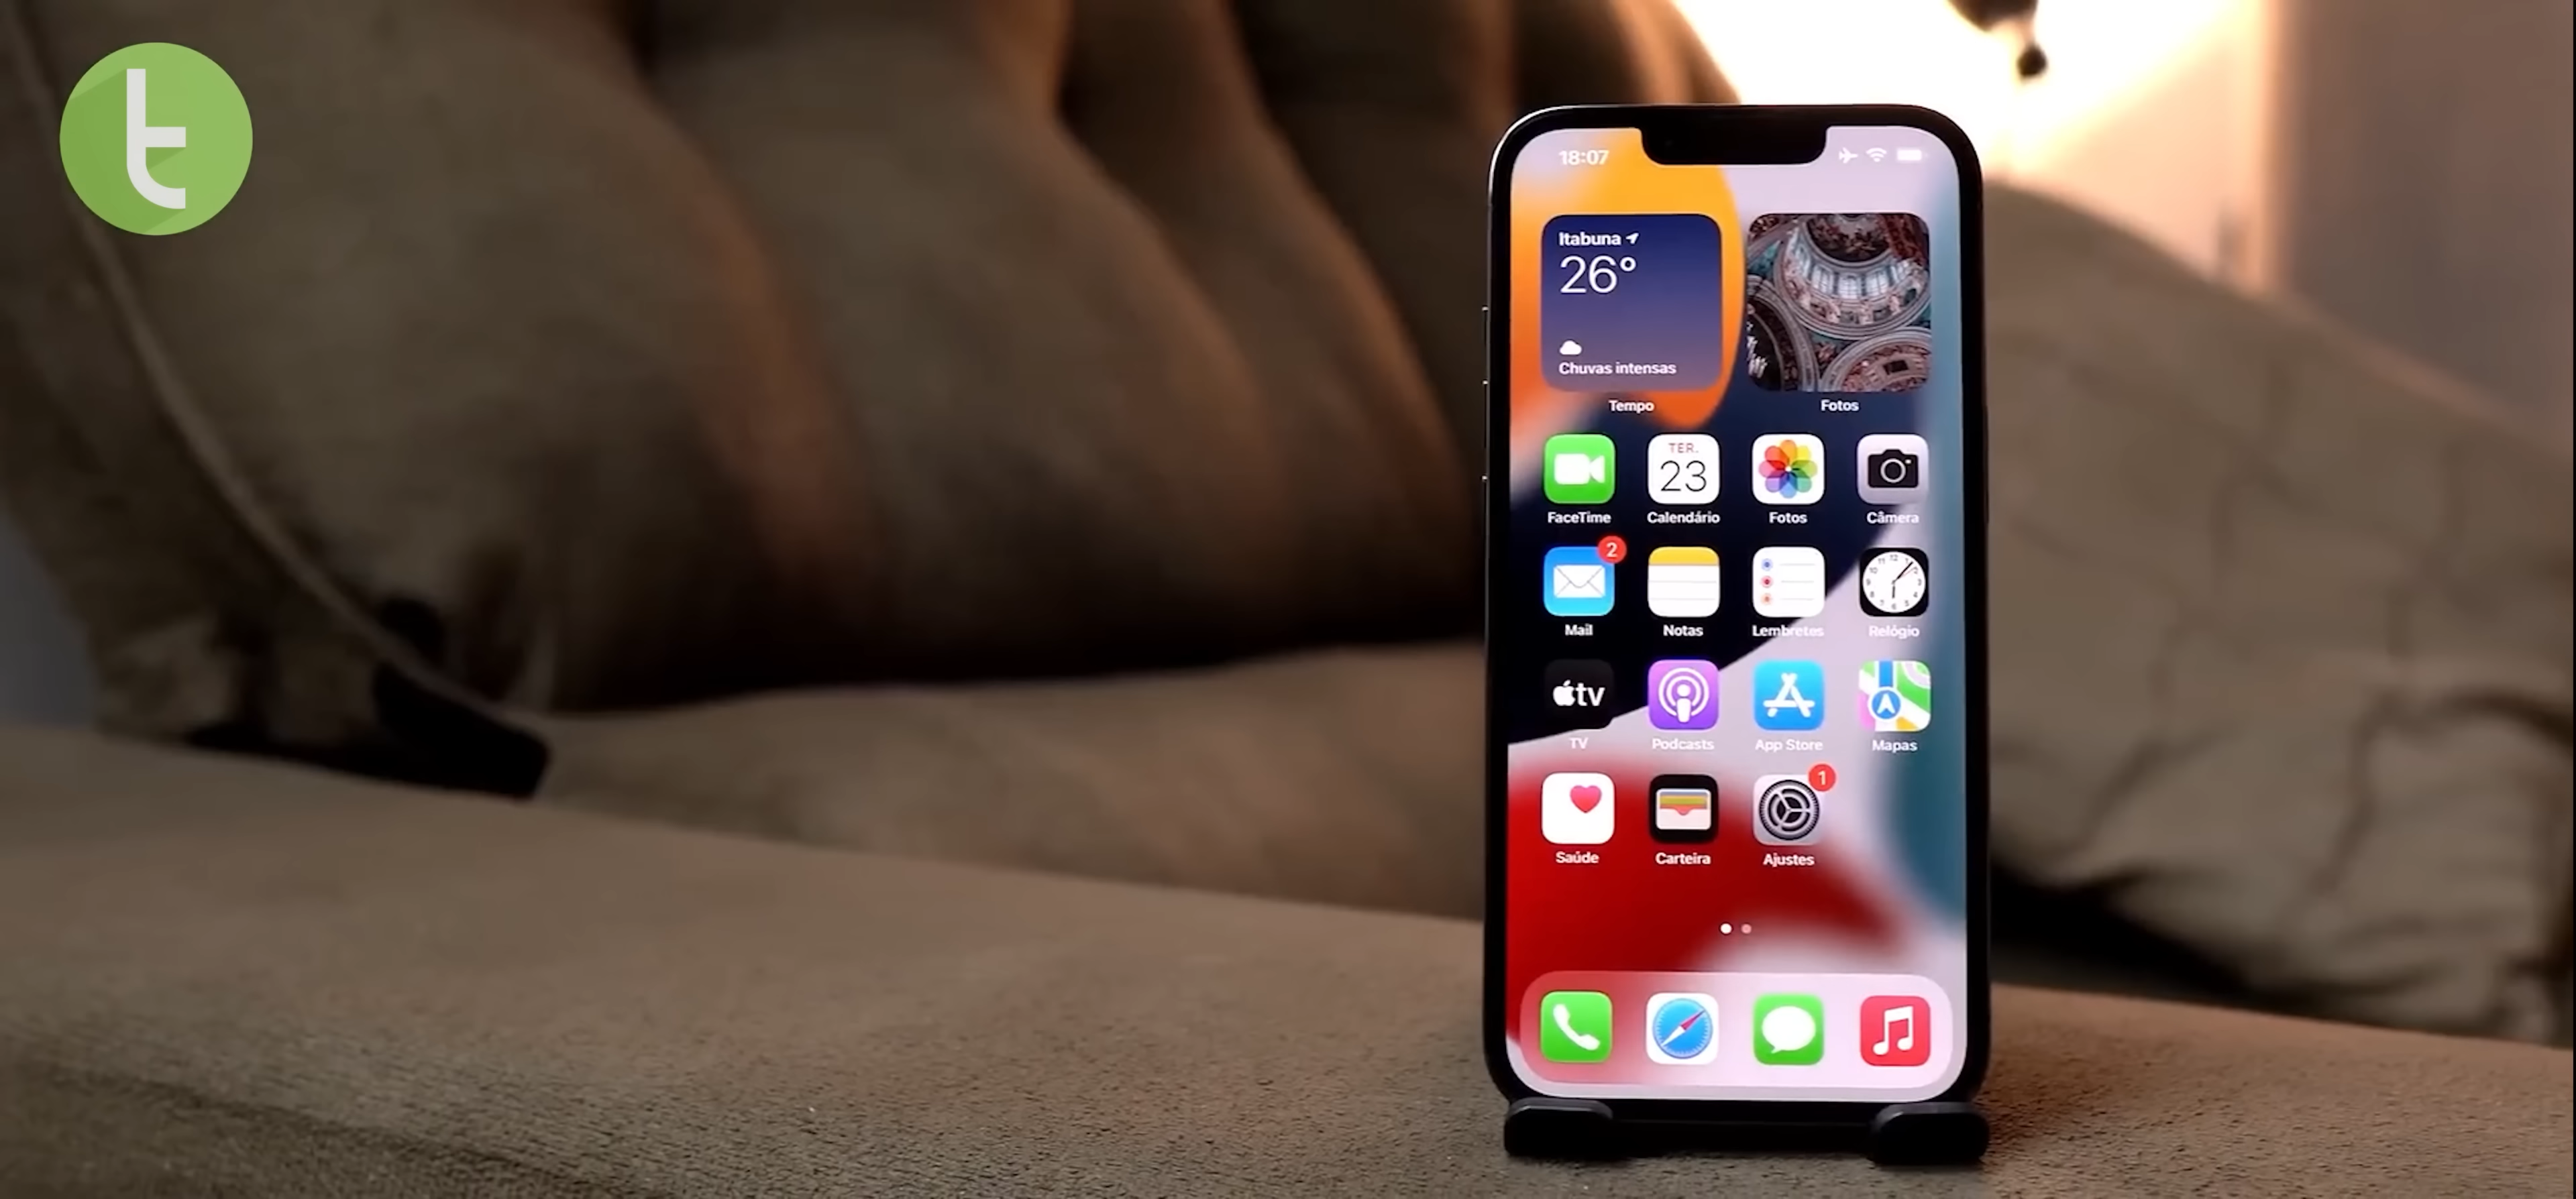 t
18:07
Itabuna
26°
Chuvas intensas
Tempo
Fotos
TER.
23
FaceTime
Calendário
Fotos
Câmera
2
Mail
Notas
Lembretes
Relógio
tv
TV
Podcasts
App Store
Mapas
1
Saúde
Carteira
Ajustes